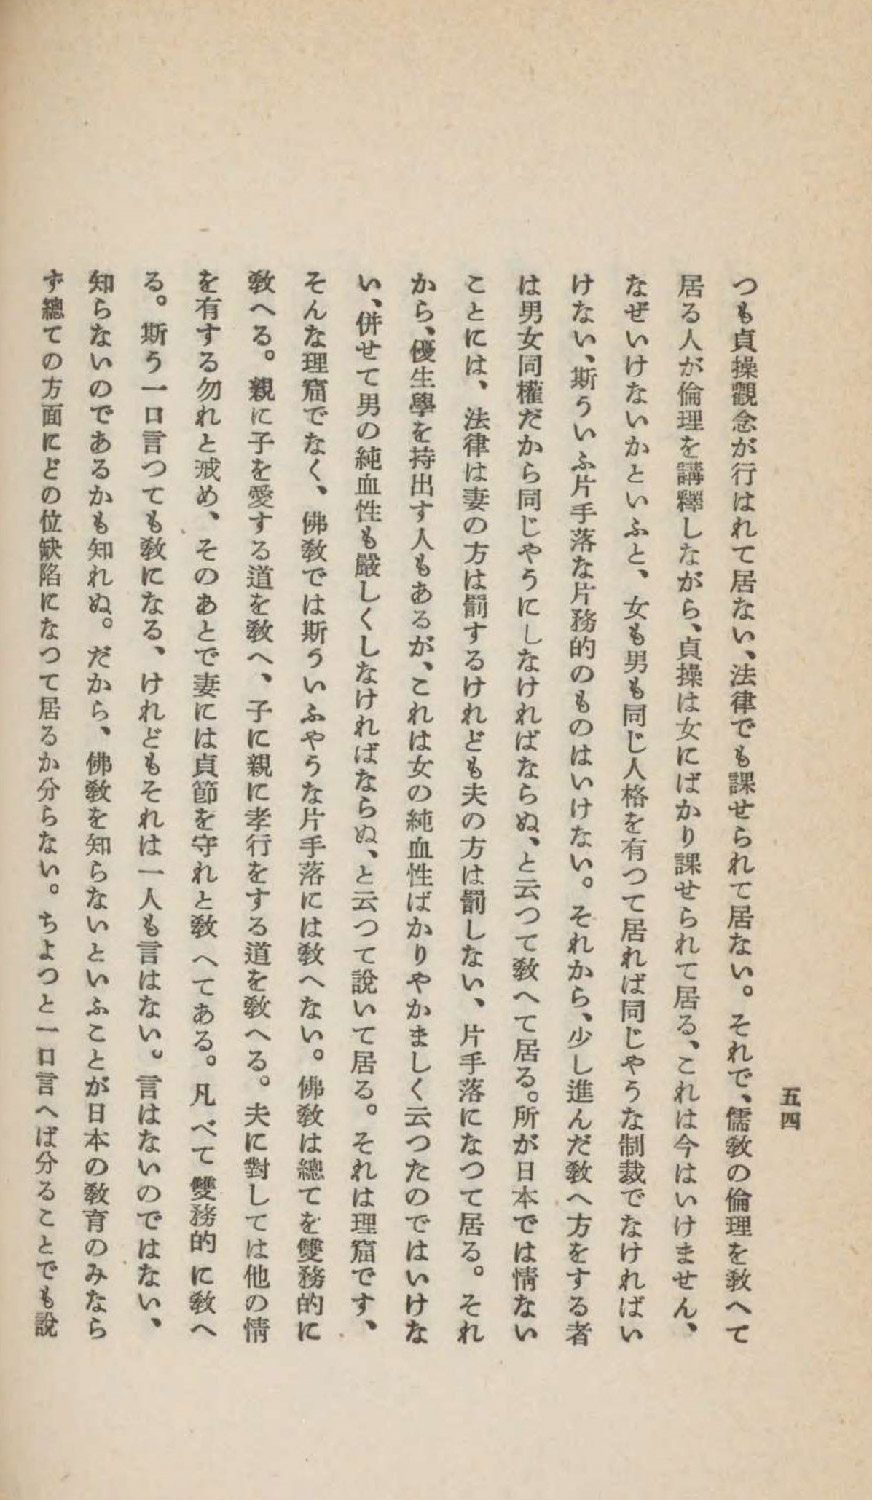 五四
つも貞操觀念が行はれて居ない、法律でも課せられて居ない。それで、儒敎の倫理を敎へて
居る人が倫理を講釋しながら、貞操は女にばかり課せられて居る、これは今はいけません、
なぜいけないかといふと、女も男も同じ人格を有つて居れば同じやうな制裁でなければい
けない、斯ういふ片手落な片務的のものはいけない。それから、少し進んだ敎へ方をする者
は男女同權だから同じやうにしなければならぬ、と云つて敎へて居る。所が日本では情ない
ことには、法律は妻の方は罰するけれども夫の方は罰しない、片手落になつて居る。それ
から、優生學を持出す人もあるが、これは女の純血性ばかりやかましく云つたのではいけな
い、併せて男の純血性も嚴しくしなければならぬ、と云つて說いて居る。それは理窟です、
そんな理窟でなく、佛敎では斯ういふやうな片手落には敎へない。佛敎は總てを雙務的に
敎へる。親に子を愛する道を敎へ、子に親に孝行をする道を敎へる。夫に對しては他の情
を有する勿れと戒め、そのあとで妻には貞節を守れと敎へてある。凡べて雙務的に敎へ
る。斯う一口言つても敎になる、けれどもそれは一人も言はない。言はないのではない、
知らないのであるかも知れぬ。だから、佛敎を知らないといふことが日本の敎育のみなら
ず總ての方面にどの位缺陷になつて居るか分らない。ちよつと一口言へば分ることでも說